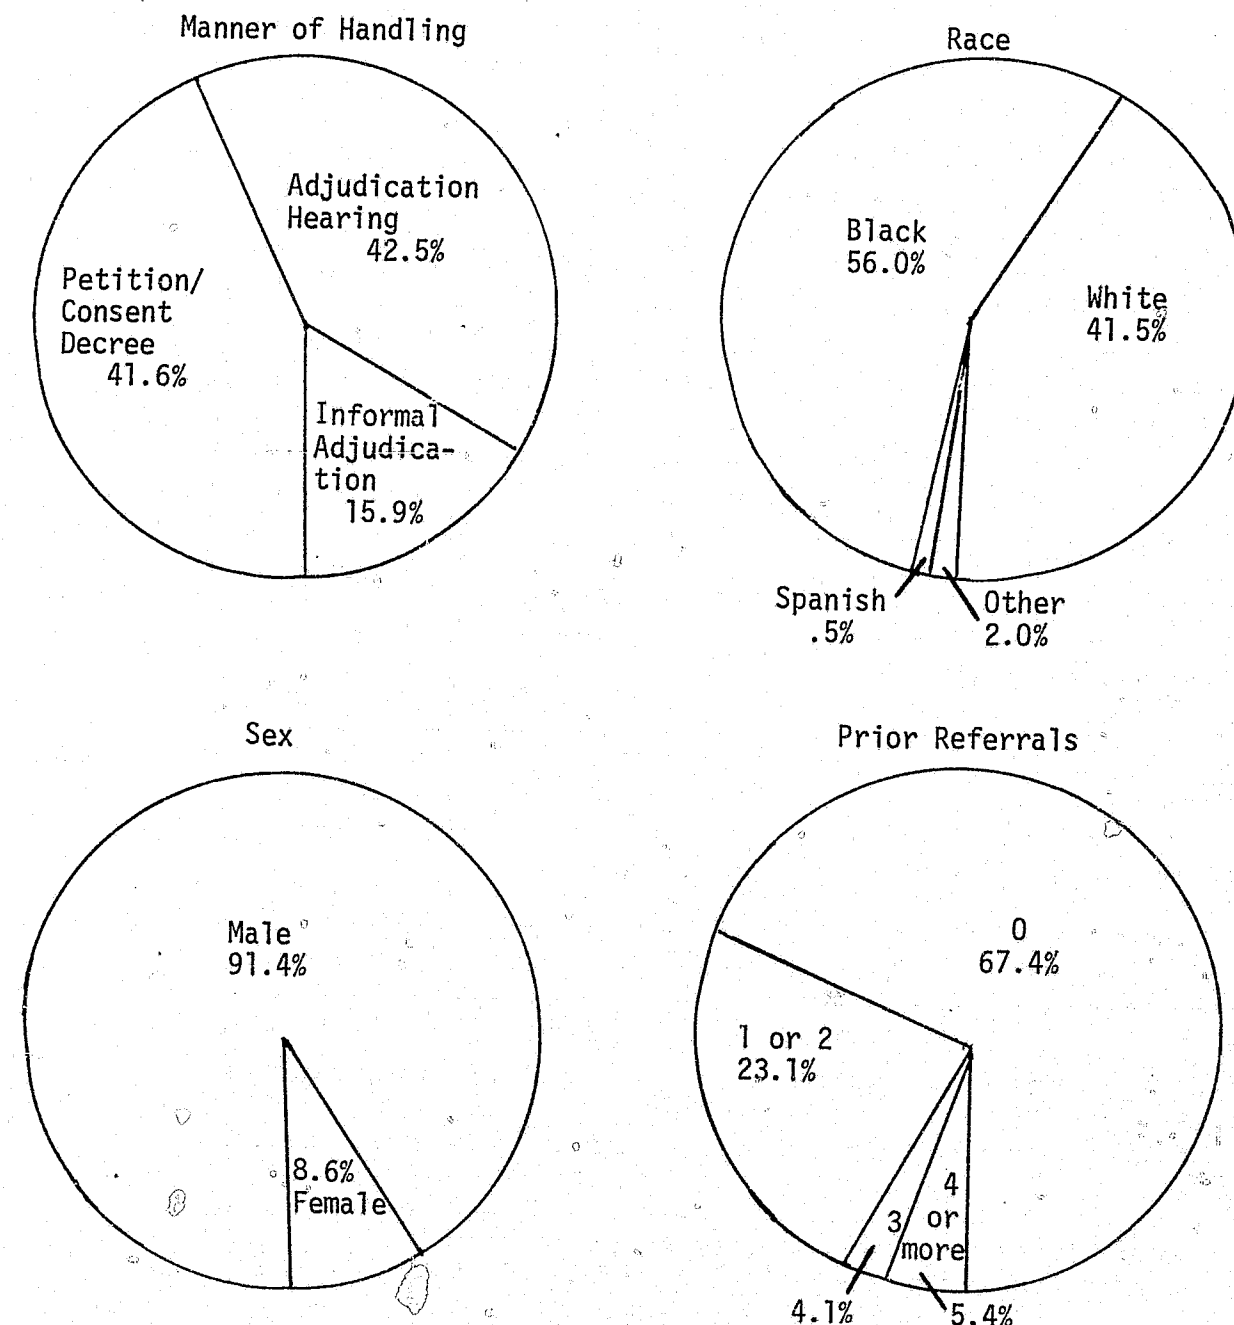 Manner of Handling
Adjudication
Hearing
42.5%
Petition/
Consent
Decree
41.6%
Informal
Adjudica-
tion
15.9%
Race
Black
56.0%
White
41.5%
Spanish
.5%
Other
2.0%
Sex
Male
91.4%
8.6%
Female
Prior Referrals
0
67.4%
1 or 2
23.1%
3
4.1%
4
or
more
5.4%